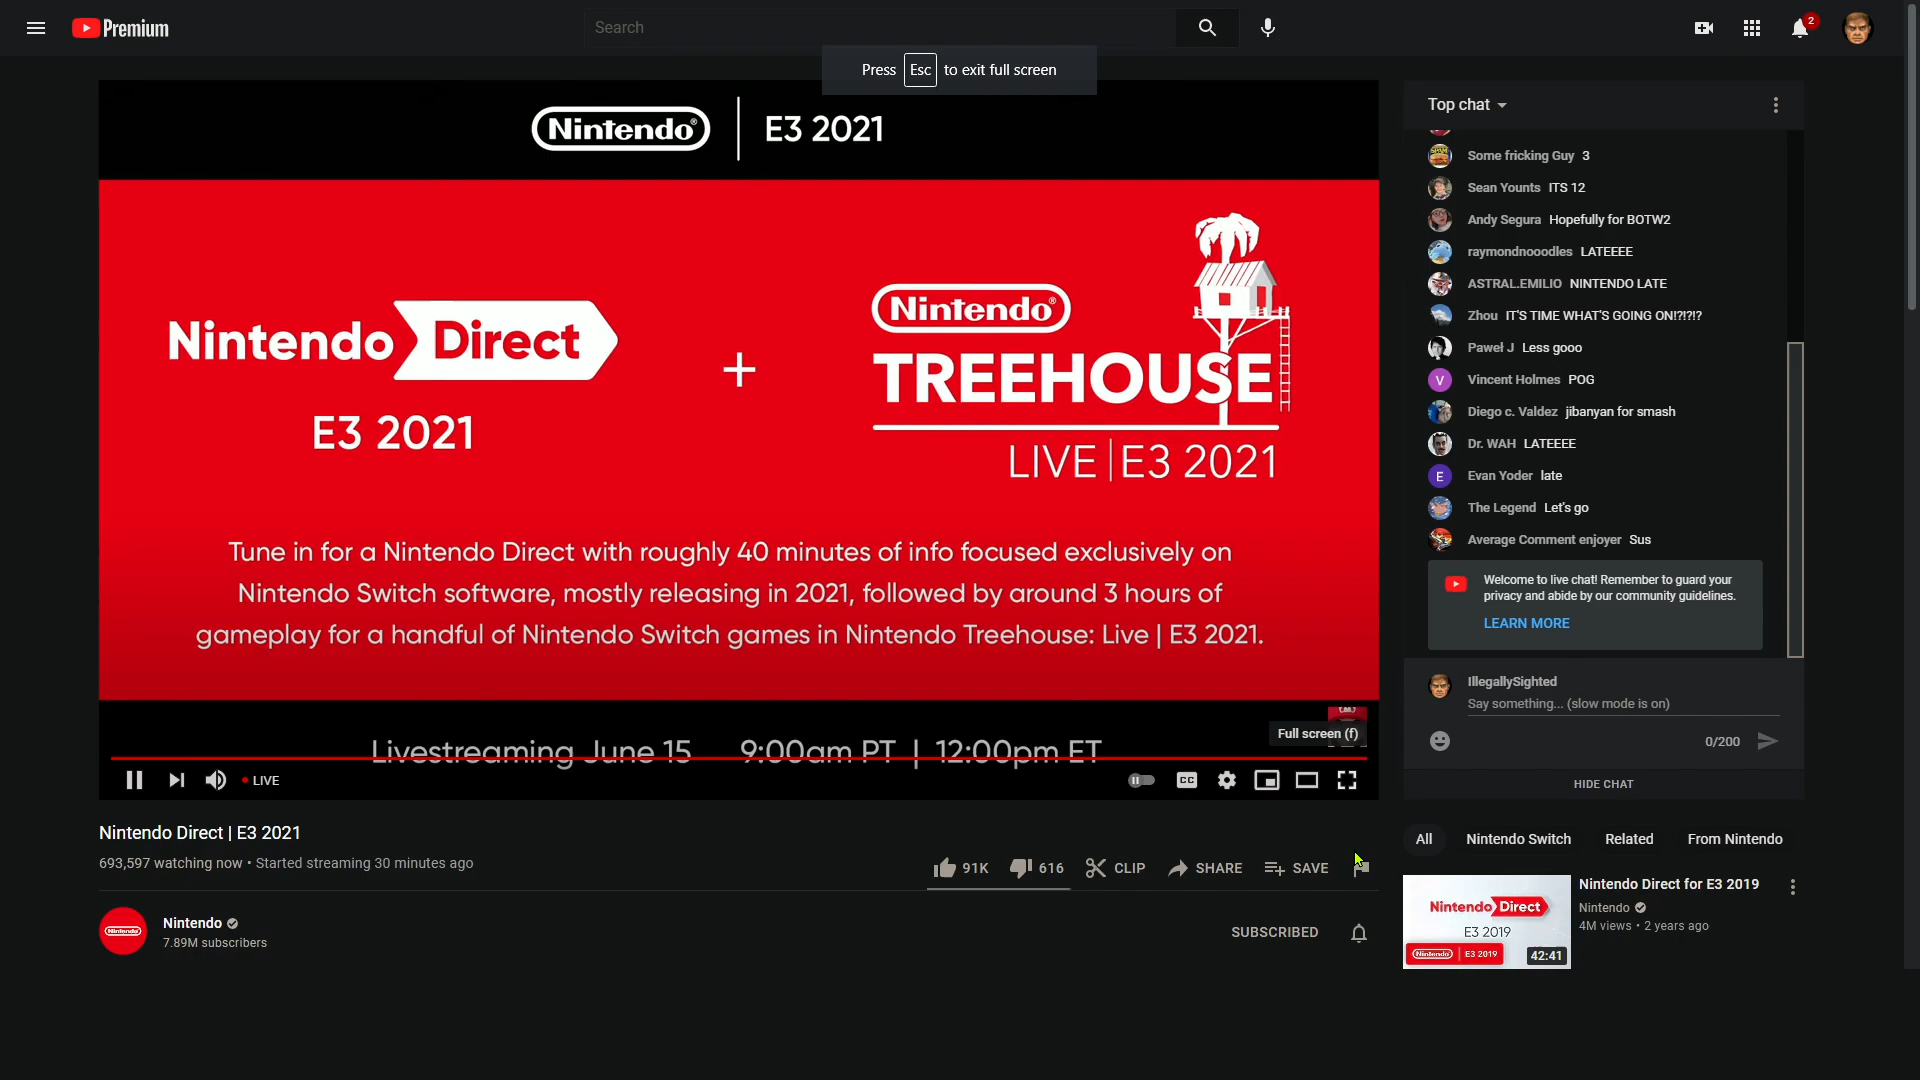 Premium
Search
2
Press Esc to exit full screen
Nintendo® | E3 2021
Nintendo Direct
E3 2021
+
Nintendo®
TREEHOUSE
LIVE | E3 2021
Tune in for a Nintendo Direct with roughly 40 minutes of info focused exclusively on
Nintendo Switch software, mostly releasing in 2021, followed by around 3 hours of
gameplay for a handful of Nintendo Switch games in Nintendo Treehouse: Live | E3 2021.
Full screen (f)
Livestreaming June 15 9:00am PT | 12:00pm ET
LIVE
CC
Nintendo Direct | E3 2021
693,597 watching now • Started streaming 30 minutes ago
91K 616 CLIP SHARE SAVE
Nintendo
Nintendo
7.89M subscribers
SUBSCRIBED
Top chat
Some fricking Guy 3
Sean Younts ITS 12
Andy Segura Hopefully for BOTW2
raymondnooodles LATEEEE
ASTRAL.EMILIO NINTENDO LATE
Zhou IT'S TIME WHAT'S GOING ON!?!?!?
Paweł J Less gooo
V Vincent Holmes POG
Diego c. Valdez jibanyan for smash
Dr. WAH LATEEEE
E Evan Yoder late
The Legend Let's go
Average Comment enjoyer Sus
Welcome to live chat! Remember to guard your
privacy and abide by our community guidelines.
LEARN MORE
IllegallySighted
Say something... (slow mode is on)
0/200
HIDE CHAT
All Nintendo Switch Related From Nintendo
Nintendo Direct
E3 2019
Nintendo | E3 2019
42:41
Nintendo Direct for E3 2019
Nintendo
4M views • 2 years ago